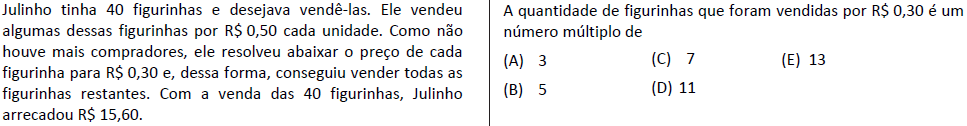 Julinho tinha 40 figurinhas e desejava vendê-las. Ele vendeu
algumas dessas figurinhas por R$ 0,50 cada unidade. Como não
houve mais compradores, ele resolveu abaixar o preço de cada
figurinha para R$ 0,30 e, dessa forma, conseguiu vender todas as
figurinhas restantes. Com a venda das 40 figurinhas, Julinho
arrecadou R$ 15,60.
A quantidade de figurinhas que foram vendidas por R$ 0,30 é um
número múltiplo de
(A) 3 (C) 7 (E) 13
(B) 5 (D) 11